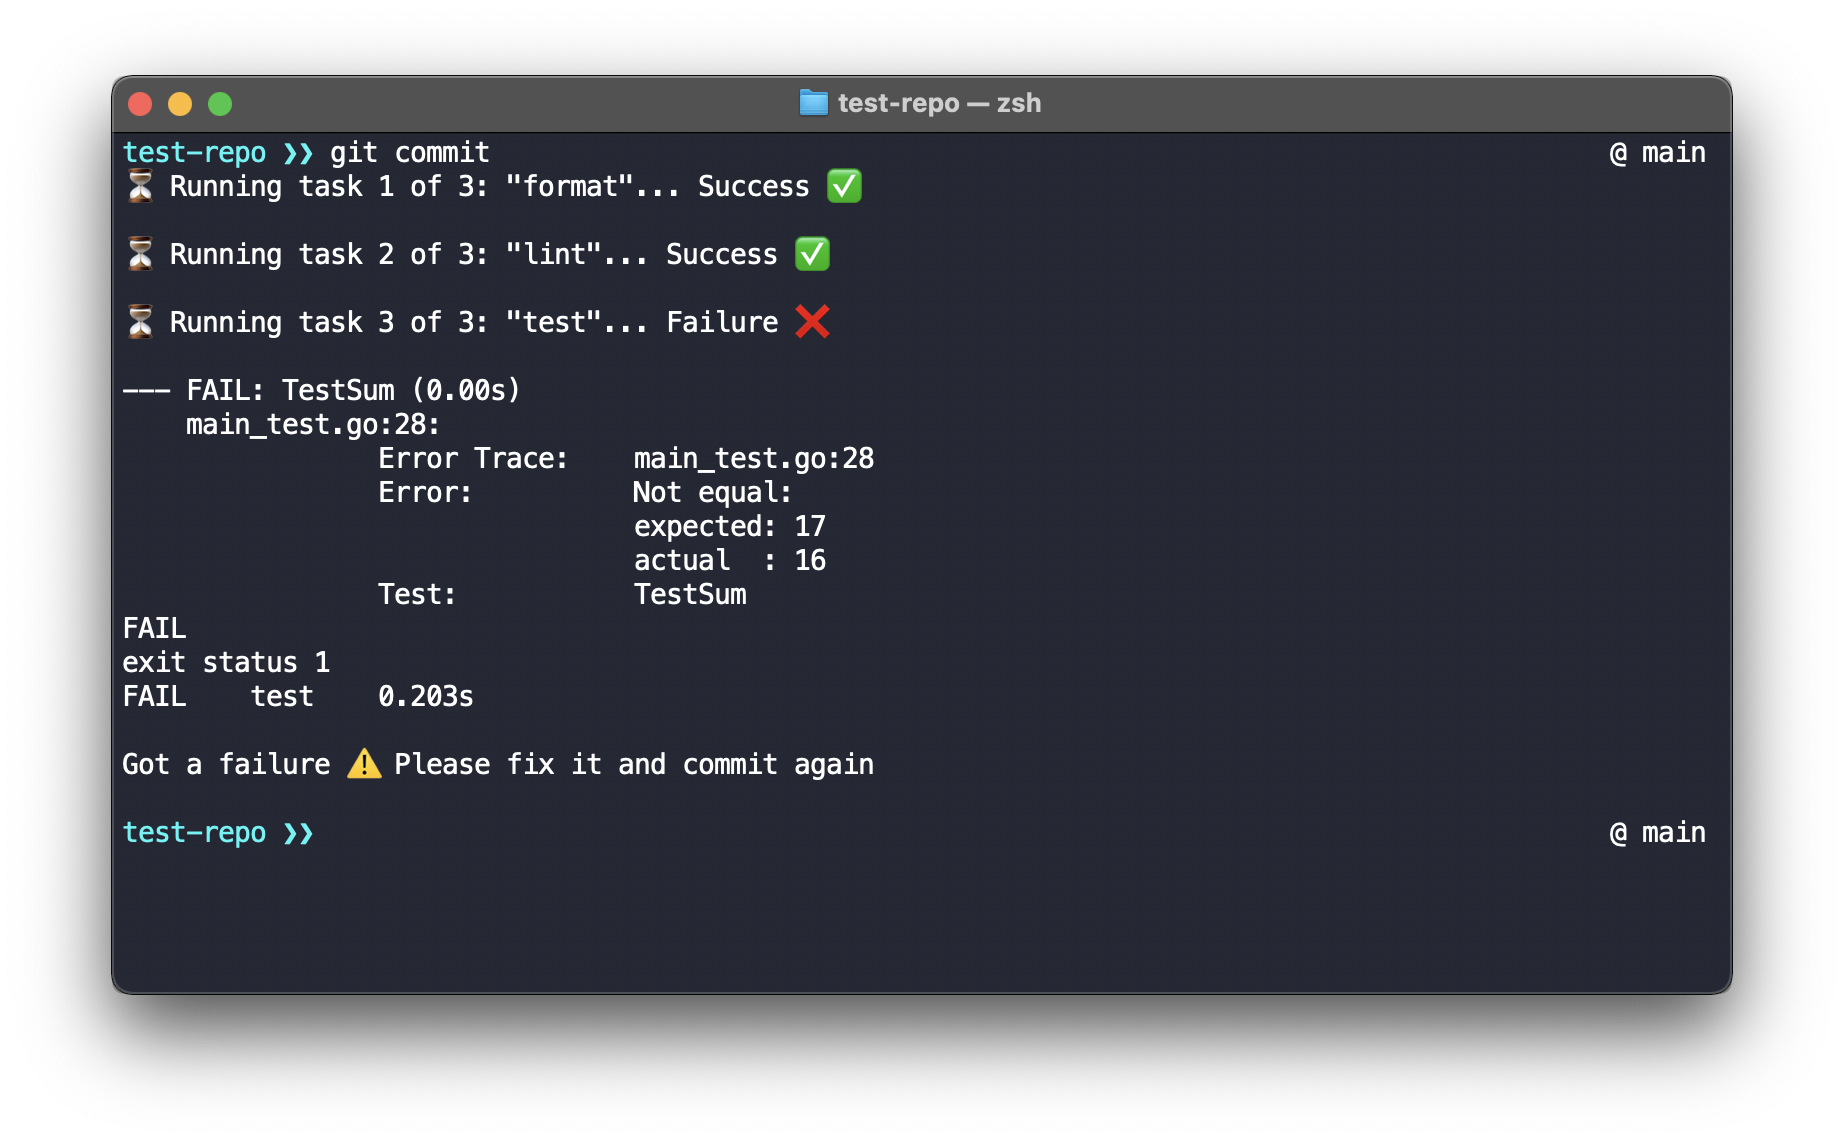 test-repo — zsh
test-repo ❯❯ git commit @ main
⏳ Running task 1 of 3: "format"... Success ✅
⏳ Running task 2 of 3: "lint"... Success ✅
⏳ Running task 3 of 3: "test"... Failure ❌
--- FAIL: TestSum (0.00s)
    main_test.go:28:
                Error Trace:    main_test.go:28
                Error:          Not equal:
                                expected: 17
                                actual  : 16
                Test:           TestSum
FAIL
exit status 1
FAIL    test    0.203s
Got a failure ⚠️ Please fix it and commit again
test-repo ❯❯ @ main